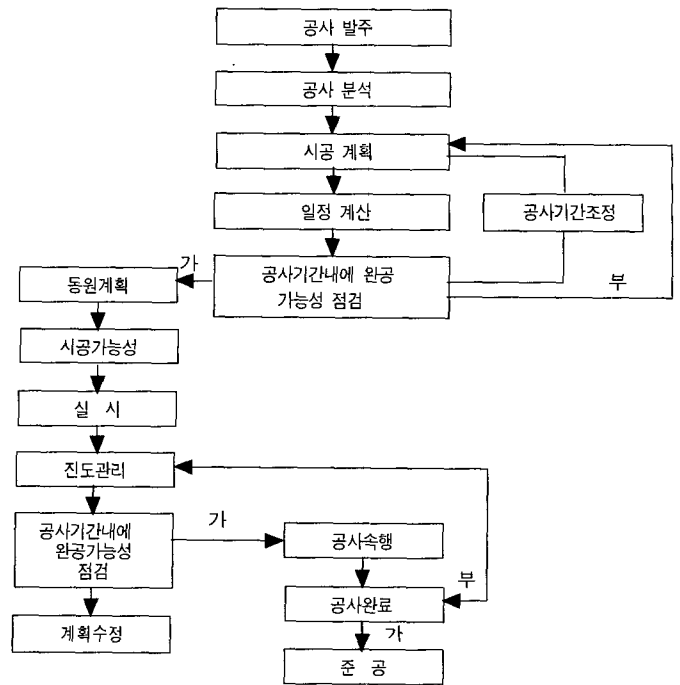 공사 발주
공사 분석
시공 계획
일정 계산
공사기간조정
공사기간내에 완공
가능성 점검
가
부
동원계획
시공가능성
실 시
진도관리
공사기간내에
완공가능성
점검
가
공사속행
부
공사완료
계획수정
가
준 공